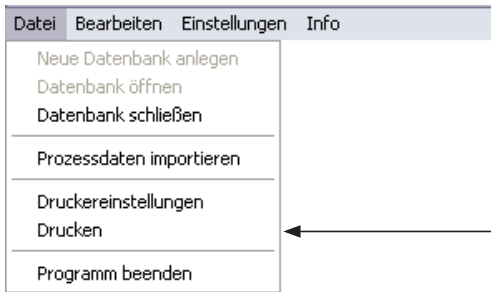 Datei Bearbeiten Einstellungen Info
Neue Datenbank anlegen
Datenbank öffnen
Datenbank schließen
Prozessdaten importieren
Druckereinstellungen
Drucken
Programm beenden